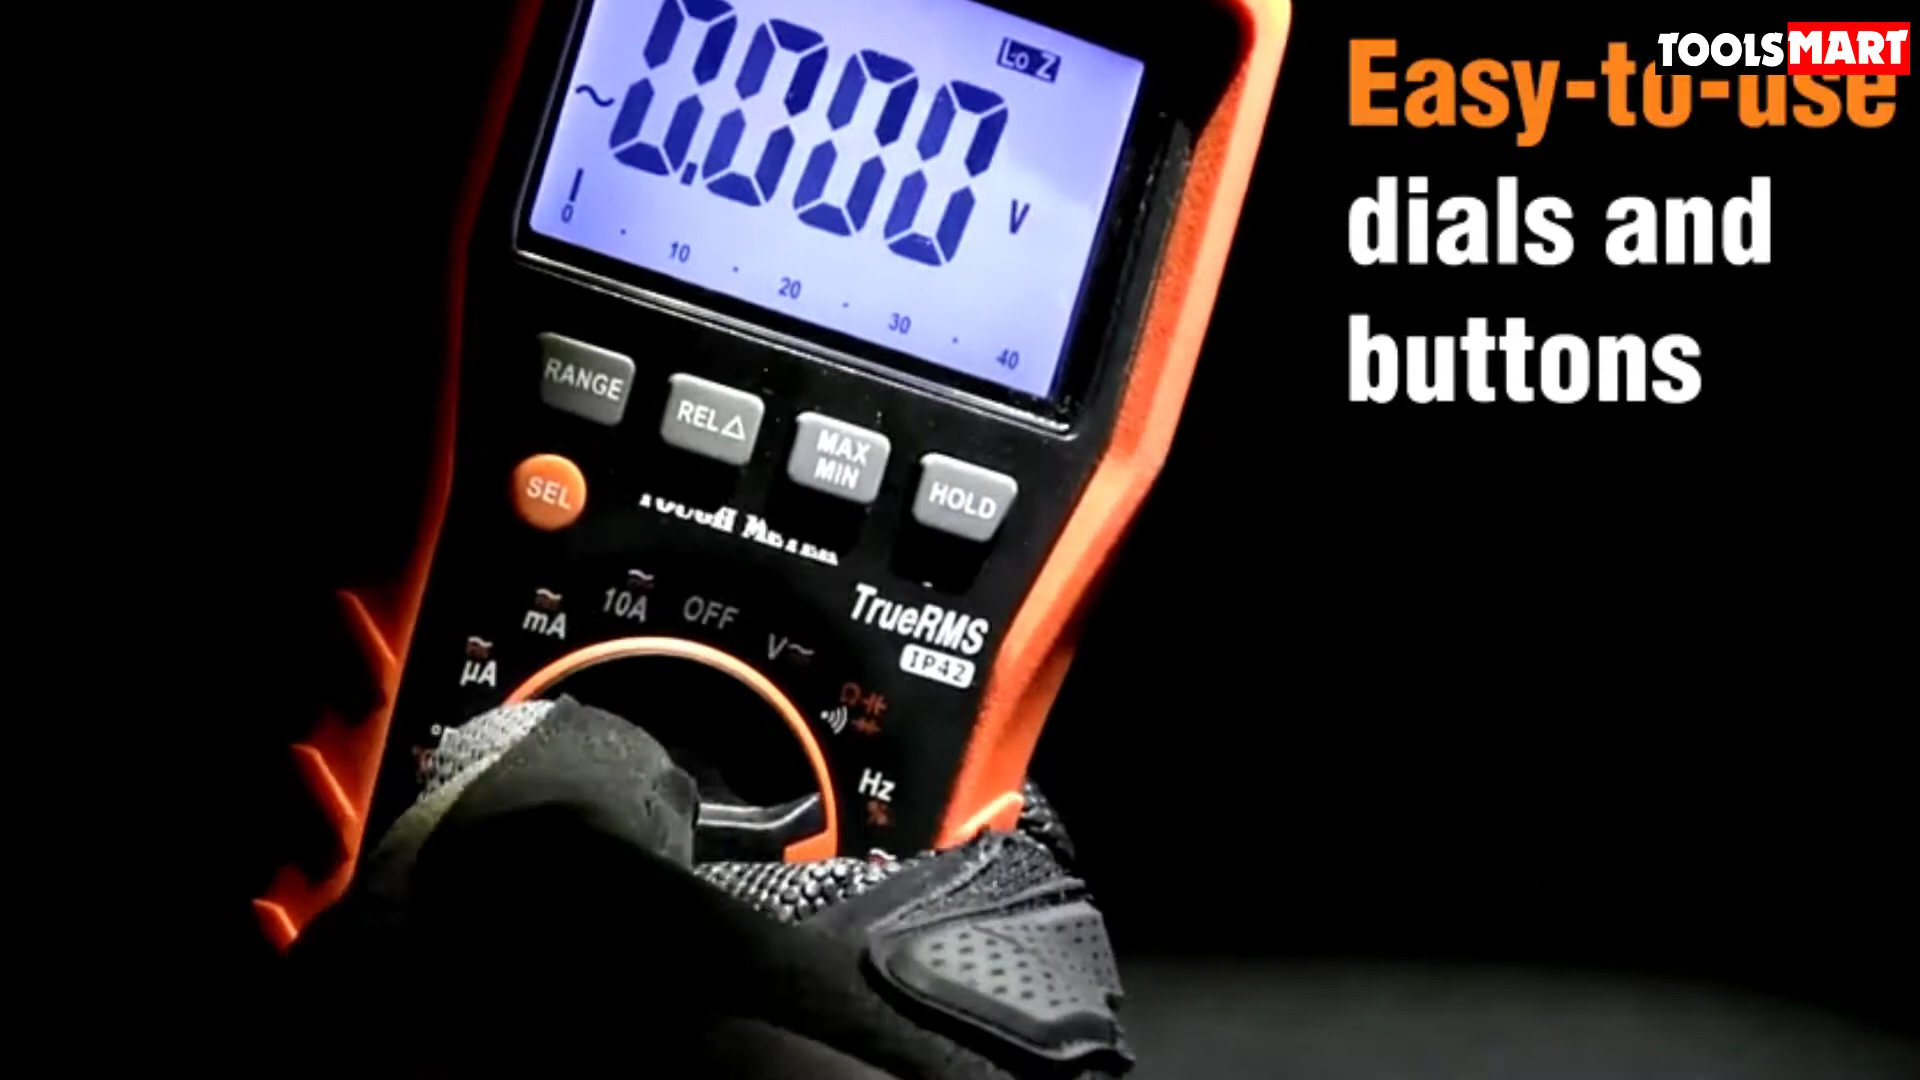 TOOLSMART
Easy-to-use
dials and
buttons
Lo Z
~0.000 V
0 10 20 30 40
RANGE
REL△
MAX
MIN
HOLD
SEL
TrueRMS
IP42
µA
mA
10A
OFF
V
Ω
Hz
%